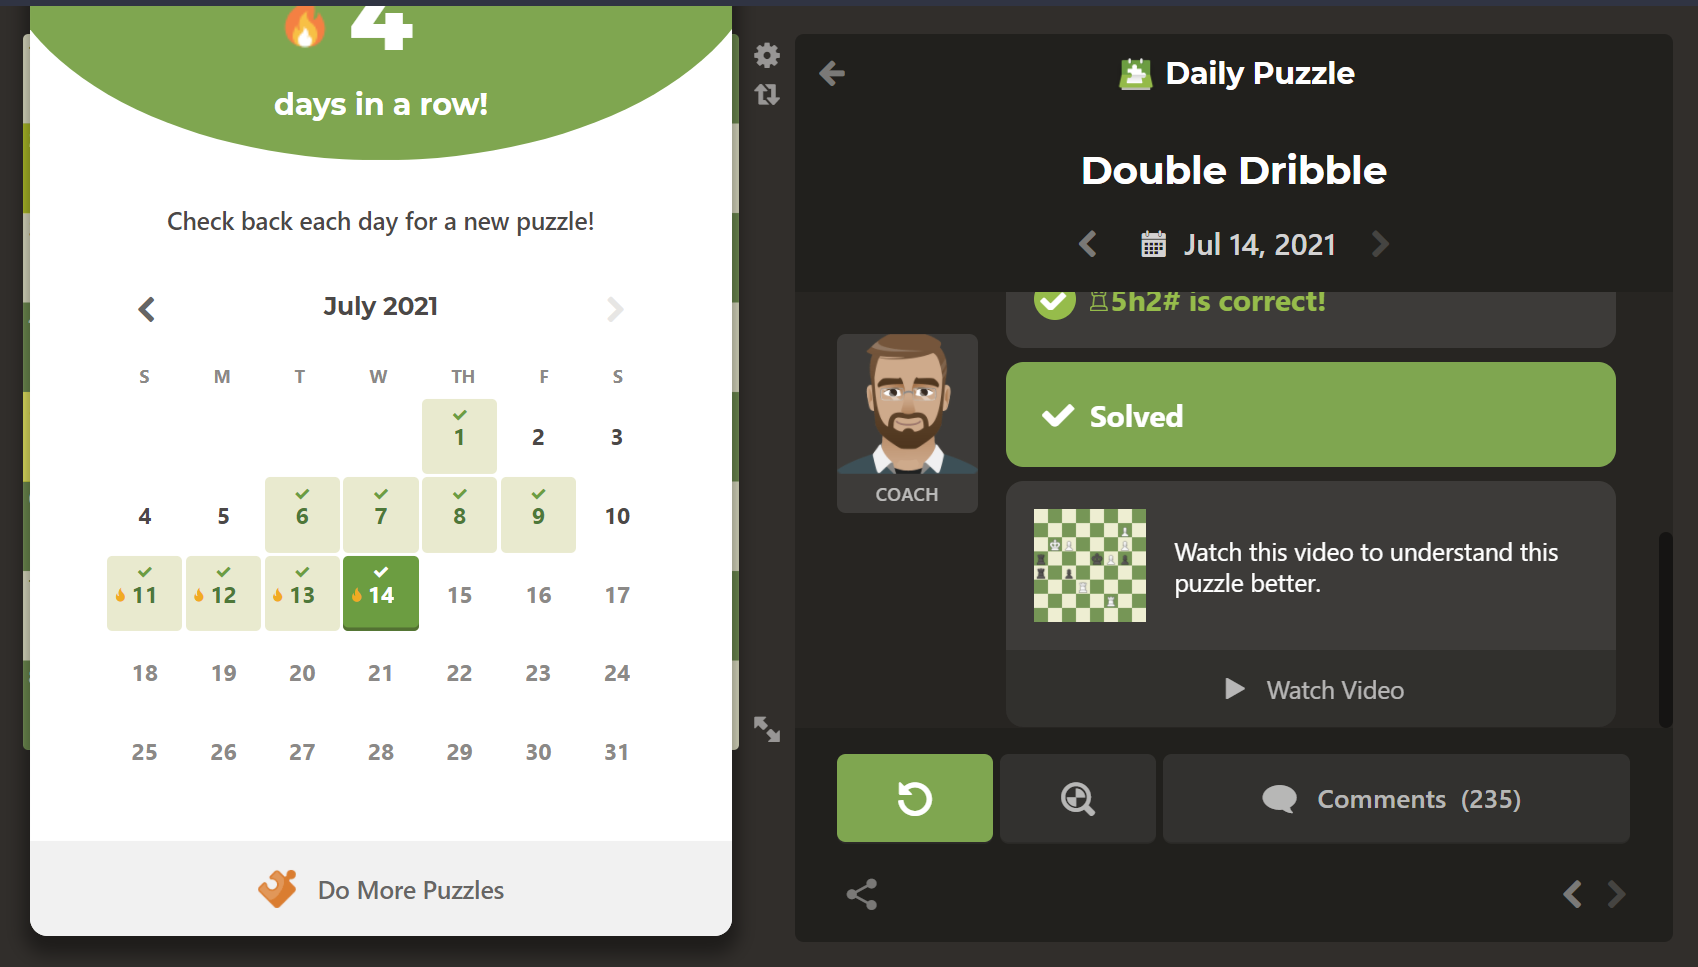 4
days in a row!
Check back each day for a new puzzle!
July 2021
S M T W TH F S
1 2 3
4 5 6 7 8 9 10
11 12 13 14 15 16 17
18 19 20 21 22 23 24
25 26 27 28 29 30 31
Do More Puzzles
Daily Puzzle
Double Dribble
Jul 14, 2021
♖5h2# is correct!
COACH
Solved
Watch this video to understand this
puzzle better.
Watch Video
Comments (235)